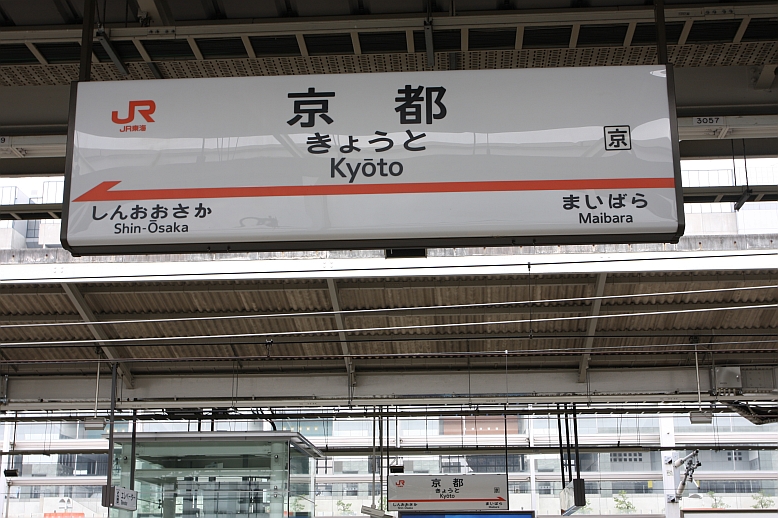 JR
JR東海
京都
きょうと
Kyōto
京
しんおおさか
Shin-Ōsaka
まいばら
Maibara
3057
JR
京都
きょうと